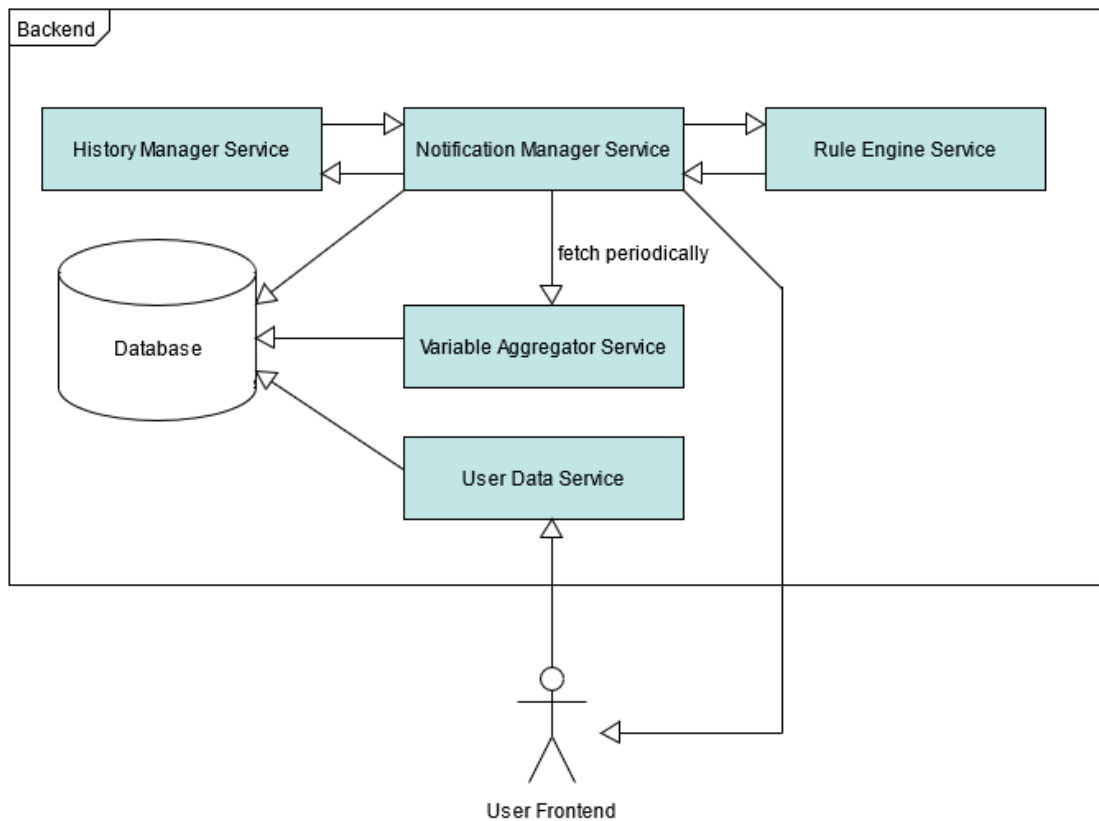 Backend
History Manager Service
Notification Manager Service
Rule Engine Service
fetch periodically
Database
Variable Aggregator Service
User Data Service
User Frontend